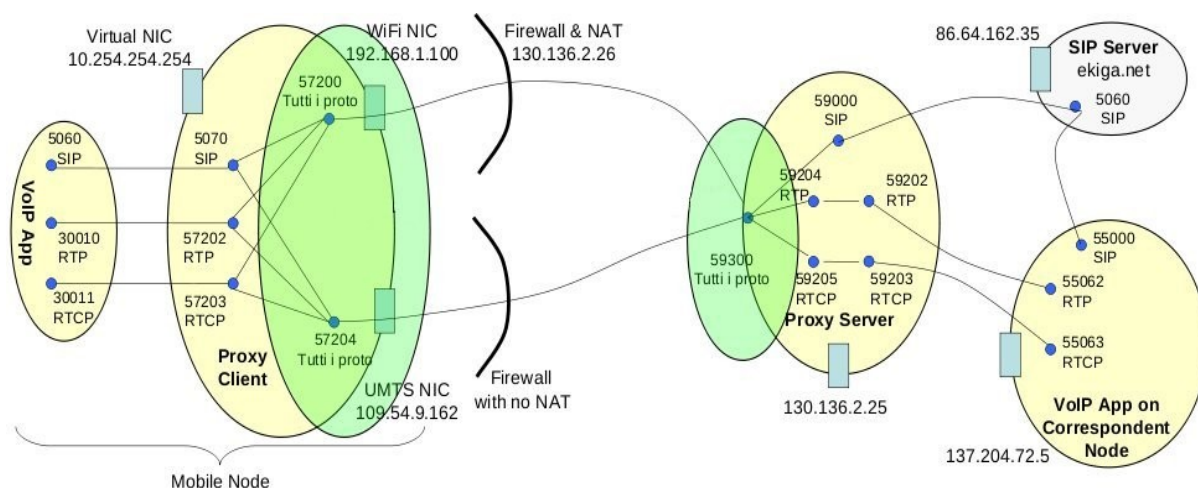 Virtual NIC
10.254.254.254
WiFi NIC
192.168.1.100
Firewall & NAT
130.136.2.26
86.64.162.35
SIP Server
ekiga.net
5060
SIP
57200
Tutti i proto
59000
SIP
5060
SIP
5070
SIP
VoIP App
59204
RTP
59202
RTP
30010
RTP
57202
RTP
55000
SIP
59300
Tutti i proto
59205
RTCP
59203
RTCP
55062
RTP
30011
RTCP
57203
RTCP
57204
Tutti i proto
Proxy Server
55063
RTCP
Proxy
Client
Firewall
with no NAT
UMTS NIC
109.54.9.162
130.136.2.25
VoIP App on
Correspondent
Node
137.204.72.5
Mobile Node